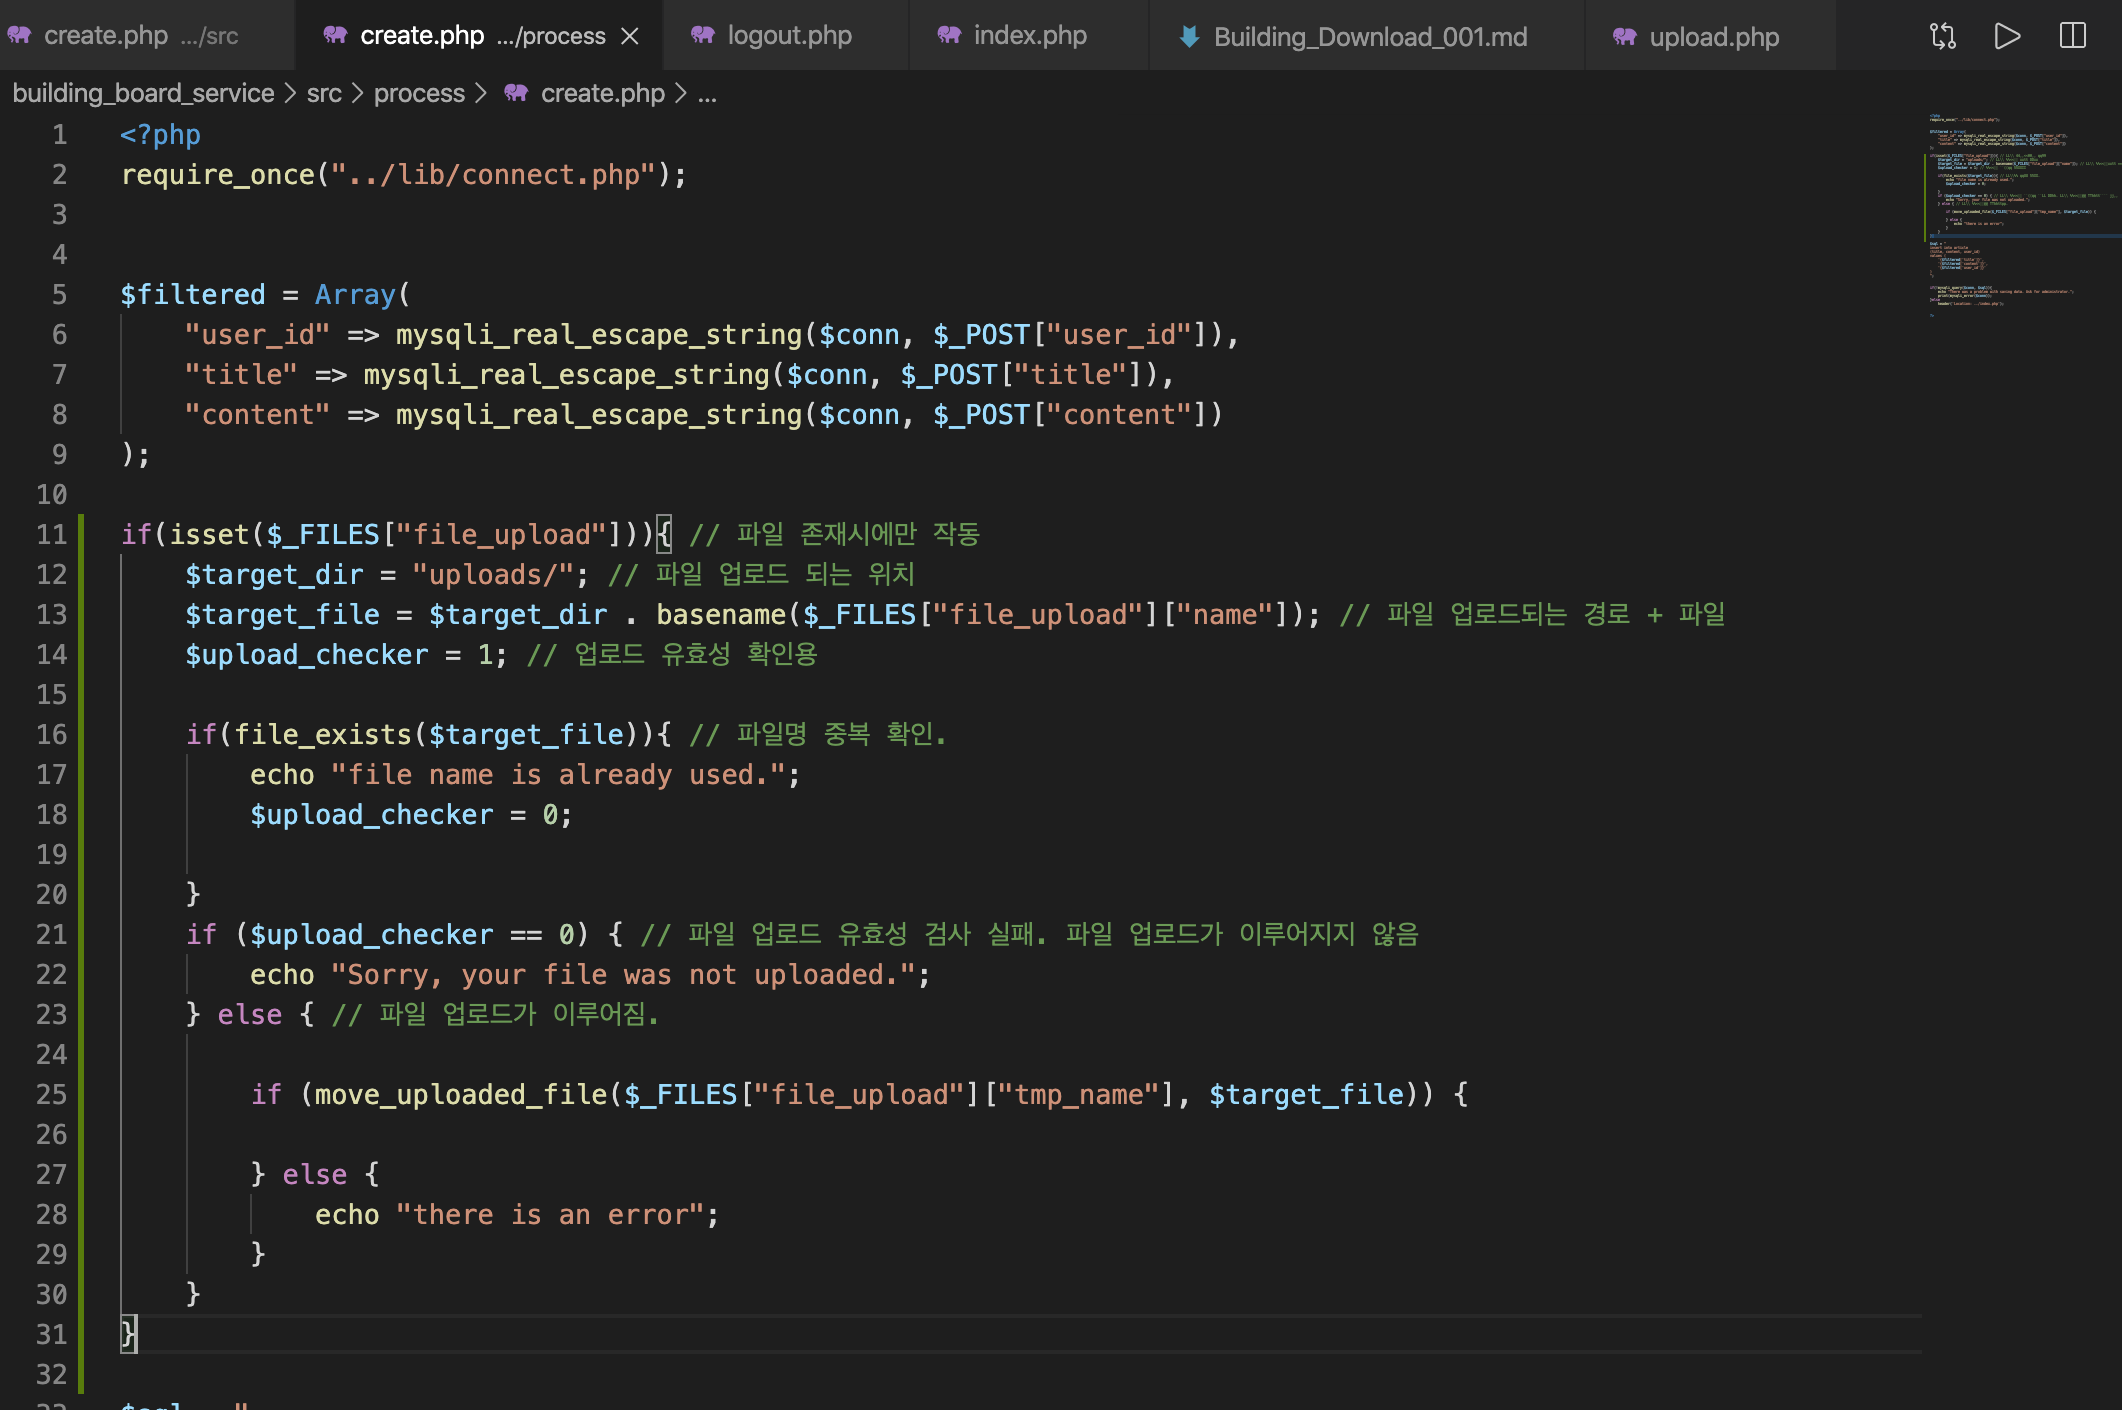 create.php .../src create.php .../process logout.php index.php Building_Download_001.md upload.php
building_board_service > src > process > create.php > ...
1 <?php
2 require_once("../lib/connect.php");
3
4
5 $filtered = Array(
6     "user_id" => mysqli_real_escape_string($conn, $_POST["user_id"]),
7     "title" => mysqli_real_escape_string($conn, $_POST["title"]),
8     "content" => mysqli_real_escape_string($conn, $_POST["content"])
9 );
10
11 if(isset($_FILES["file_upload"])){ // 파일 존재시에만 작동
12     $target_dir = "uploads/"; // 파일 업로드 되는 위치
13     $target_file = $target_dir . basename($_FILES["file_upload"]["name"]); // 파일 업로드되는 경로 + 파일
14     $upload_checker = 1; // 업로드 유효성 확인용
15
16     if(file_exists($target_file)){ // 파일명 중복 확인.
17         echo "file name is already used.";
18         $upload_checker = 0;
19
20     }
21     if ($upload_checker == 0) { // 파일 업로드 유효성 검사 실패. 파일 업로드가 이루어지지 않음
22         echo "Sorry, your file was not uploaded.";
23     } else { // 파일 업로드가 이루어짐.
24
25         if (move_uploaded_file($_FILES["file_upload"]["tmp_name"], $target_file)) {
26
27         } else {
28             echo "there is an error";
29         }
30     }
31 }
32